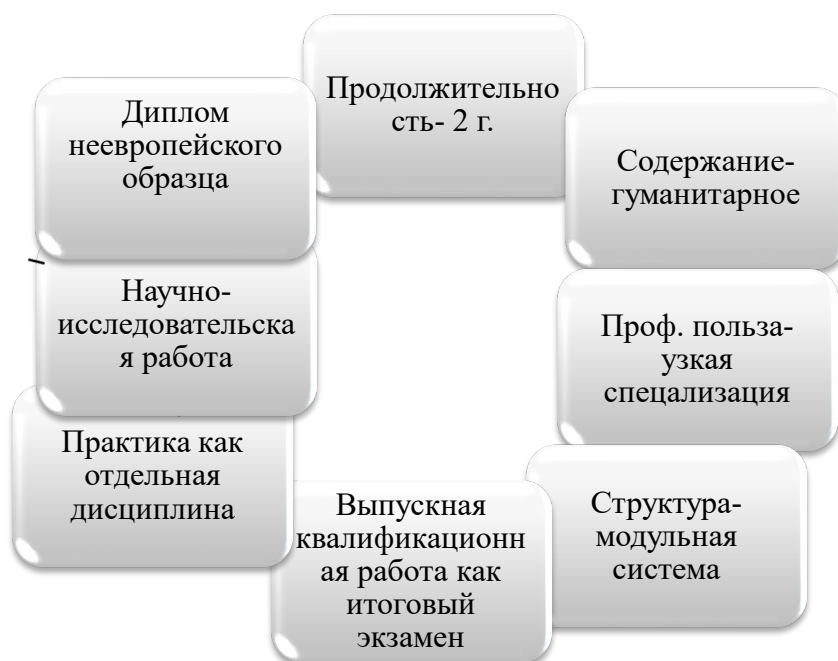 Продолжительно
сть- 2 г.
Содержание-
гуманитарное
Проф. польза-
узкая
спецализация
Структура-
модульная
система
Выпускная
квалификационн
ая работа как
итоговый
экзамен
Практика как
отдельная
дисциплина
Научно-
исследовательска
я работа
Диплом
неевропейского
образца